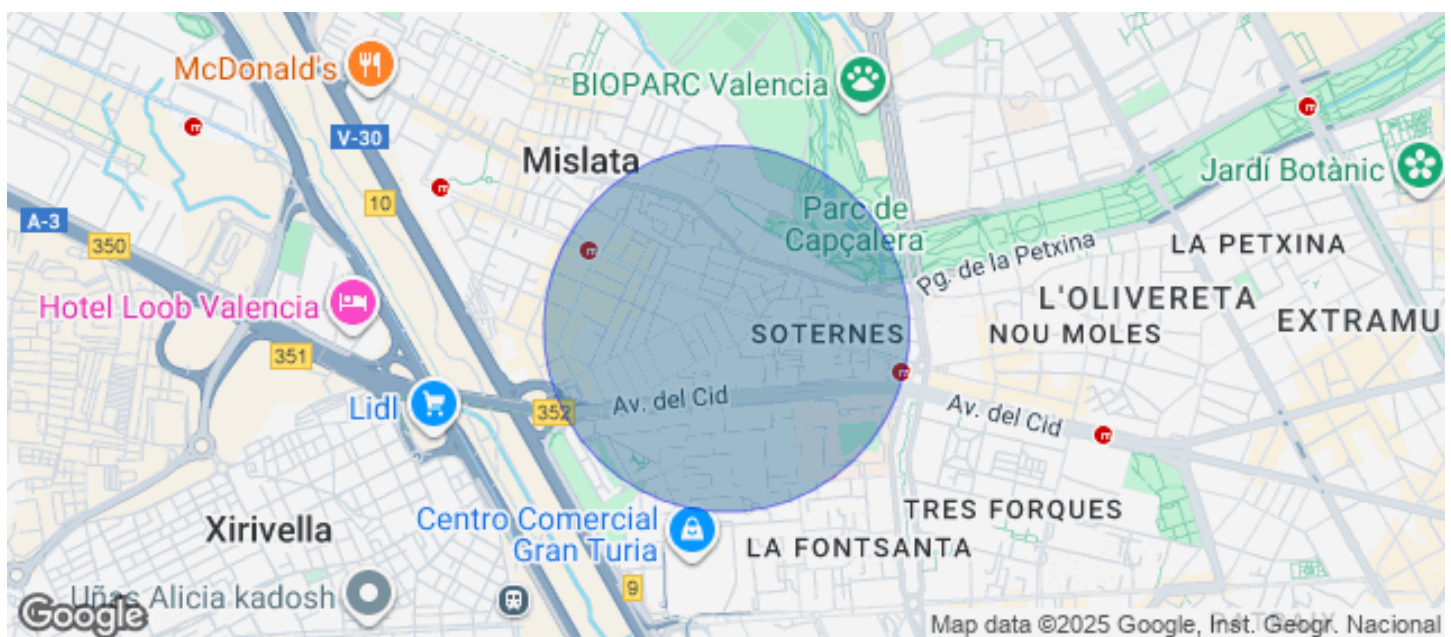 McDonald's
BIOPARC Valencia
V-30
Mislata
Jardí Botànic
10
A-3
350
Parc de
Capçalera
Pg. de la Petxina
LA PETXINA
Hotel Loob Valencia
L'OLIVERETA
EXTRAMU
SOTERNES
NOU MOLES
351
Lidl
352
Av. del Cid
Av. del Cid
TRES FORQUES
Centro Comercial
Gran Turia
Xirivella
LA FONTSANTA
9
Uñas Alicia kadosh
Google
Map data ©2025 Google, Inst. Geogr. Nacional